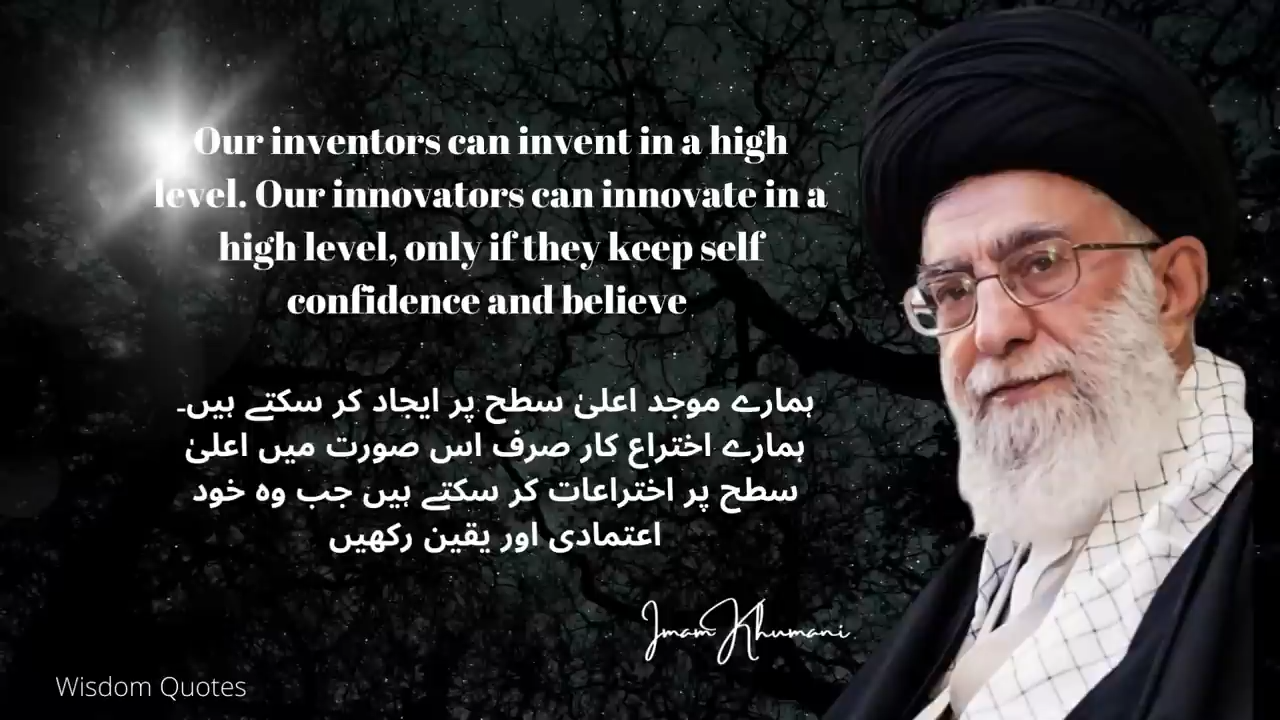 Our inventors can invent in a high
level. Our innovators can innovate in a
high level, only if they keep self
confidence and believe
ہمارے موجد اعلیٰ سطح پر ایجاد کر سکتے ہیں۔
ہمارے اختراع کار صرف اس صورت میں اعلیٰ
سطح پر اختراعات کر سکتے ہیں جب وہ خود
اعتمادی اور یقین رکھیں
Imam Khumani
Wisdom Quotes